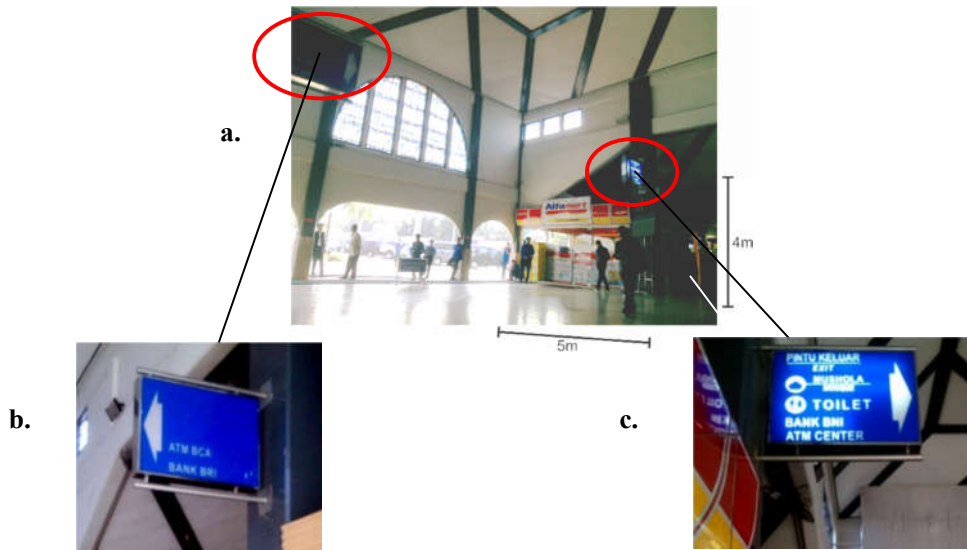 a.
Alfamart
4m
5m
b.
ATM BCA
BANK BRI
c.
PINTU KELUAR
EXIT
MUSHOLA
TOILET
BANK BNI
ATM CENTER